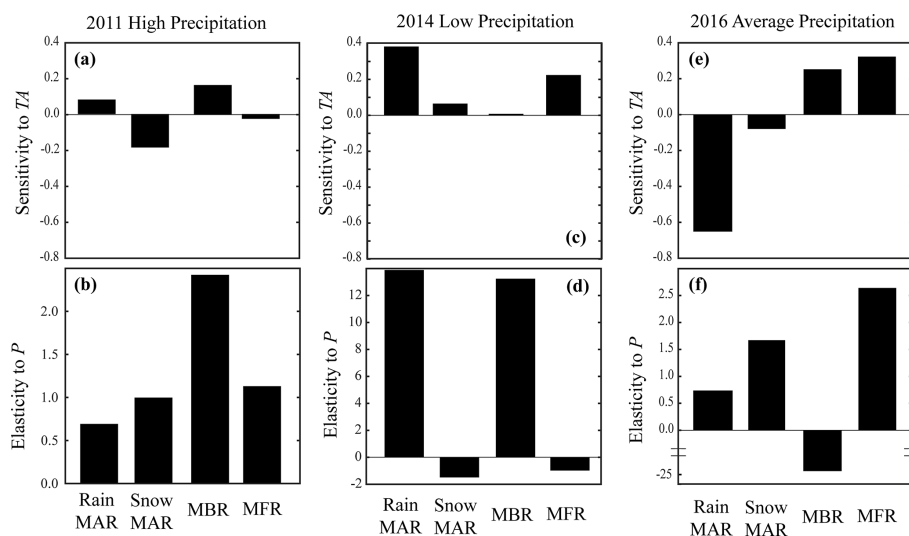 2011 High Precipitation
2014 Low Precipitation
2016 Average Precipitation
Sensitivity to TA
0.4
0.2
0.0
-0.2
-0.4
-0.6
-0.8
(a)
Sensitivity to TA
0.4
0.2
0.0
-0.2
-0.4
-0.6
-0.8
(c)
Sensitivity to TA
0.4
0.2
0.0
-0.2
-0.4
-0.6
-0.8
(e)
Elasticity to P
2.0
1.5
1.0
0.5
0.0
(b)
Elasticity to P
12
10
8
6
4
2
0
-2
(d)
Elasticity to P
2.5
2.0
1.5
1.0
0.5
0.0
-25
(f)
Rain
MAR
Snow
MAR
MBR
MFR
Rain
MAR
Snow
MAR
MBR
MFR
Rain
MAR
Snow
MAR
MBR
MFR